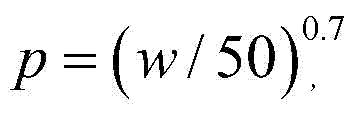 p = (w / 50)^0.7,